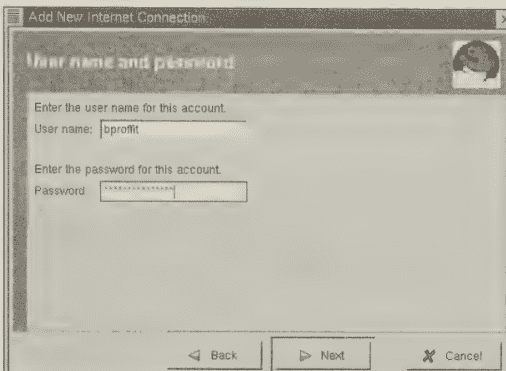 Add New Internet Connection
User name and password
Enter the user name for this account.
User name: bproffit
Enter the password for this account.
Password
Back Next Cancel